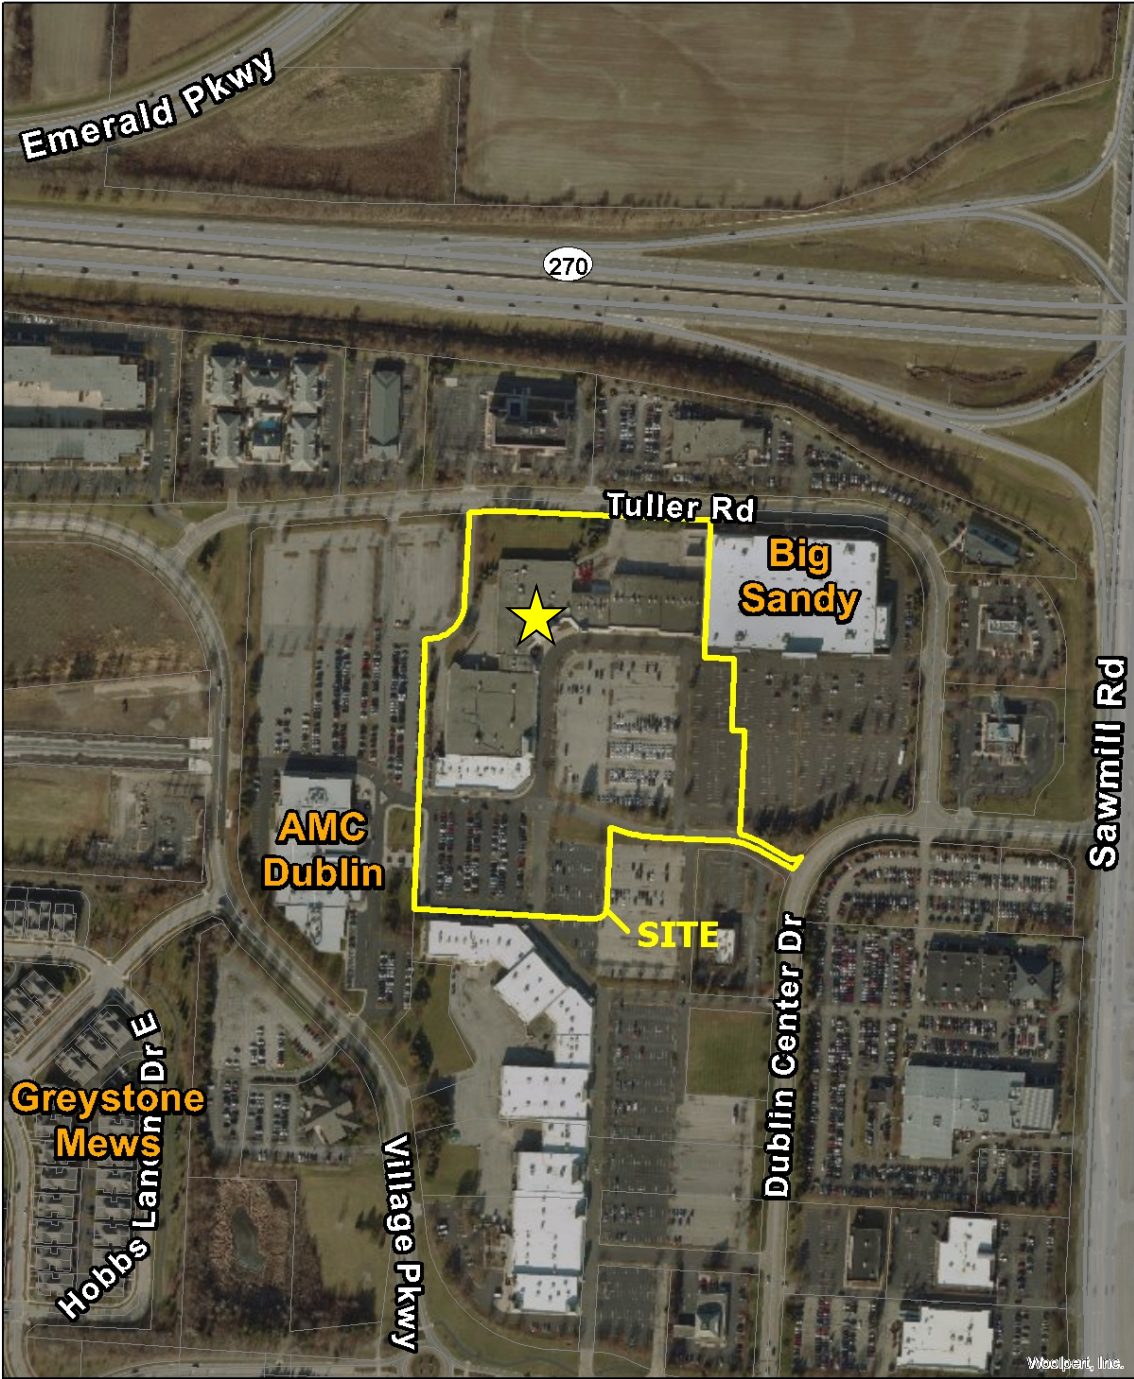 Emerald Pkwy
270
Tuller Rd
Big
Sandy
Sawmill Rd
AMC
Dublin
SITE
Dublin Center Dr
Greystone
Mews
Hobbs Landing Dr E
Village Pkwy
Woolpert, Inc.